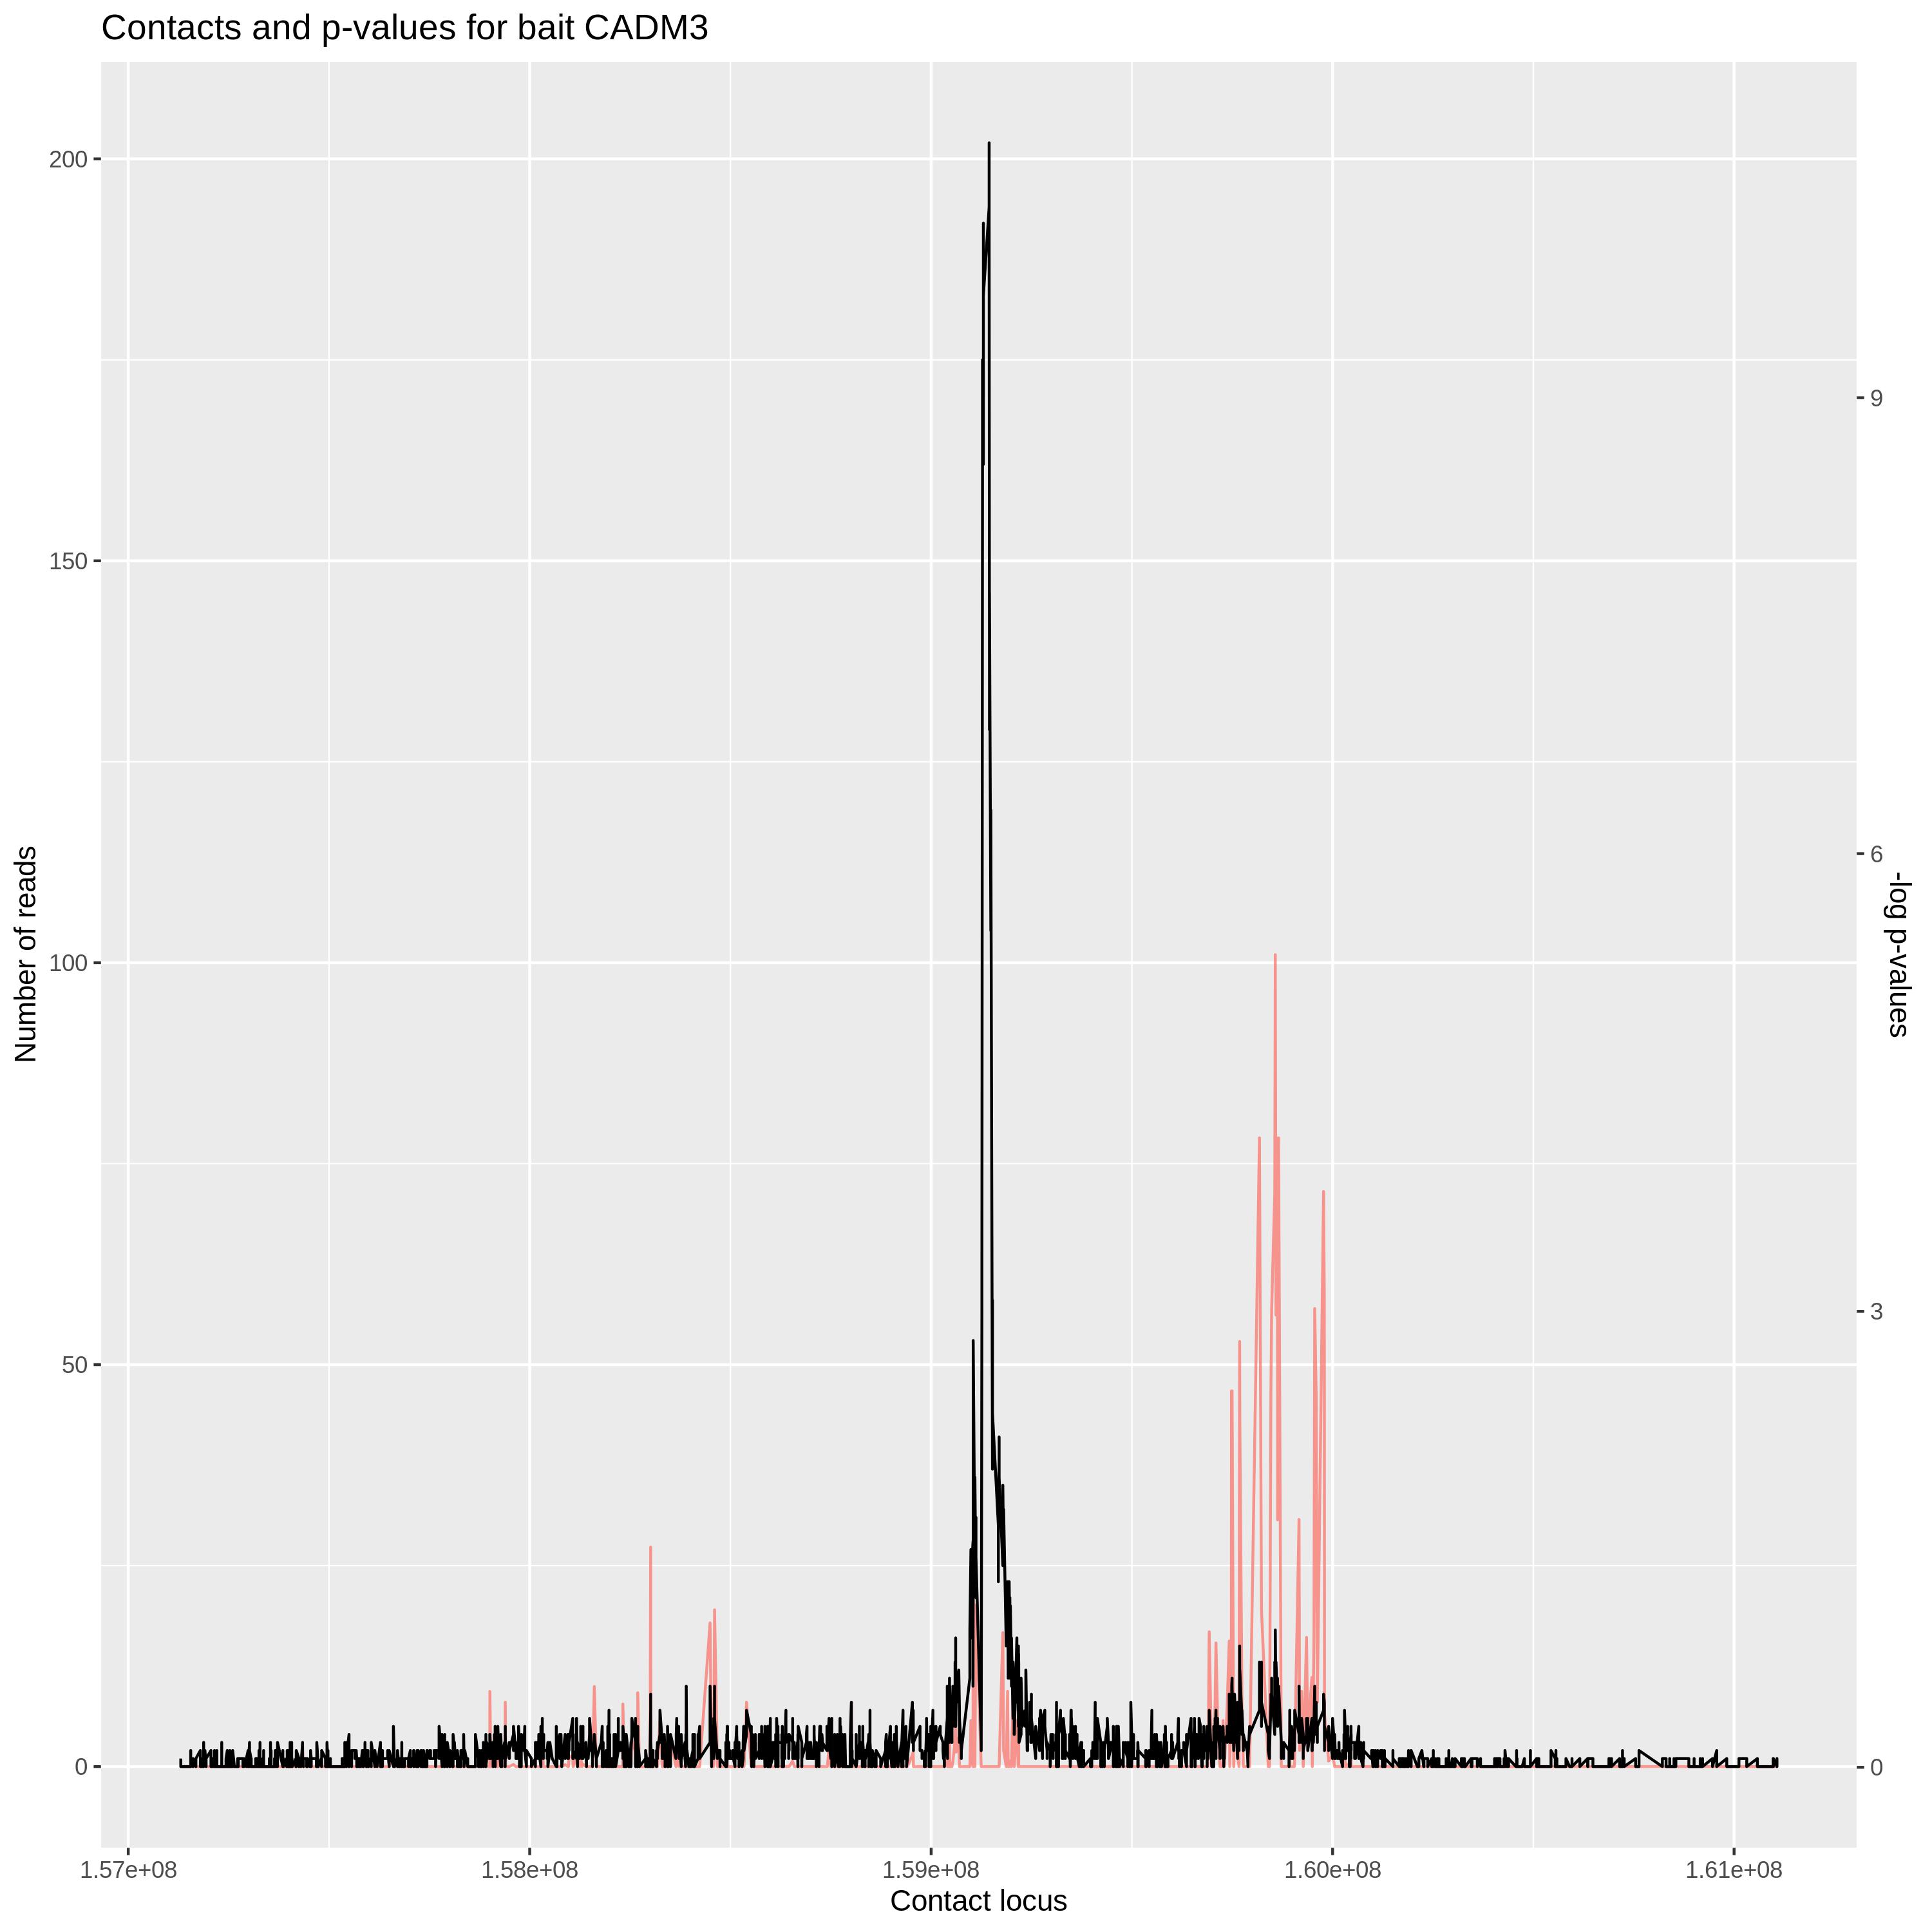 Contacts and p-values for bait CADM3
200
150
100
50
0
Number of reads
9
6
3
0
-log p-values
1.57e+08 1.58e+08 1.59e+08 1.60e+08 1.61e+08
Contact locus